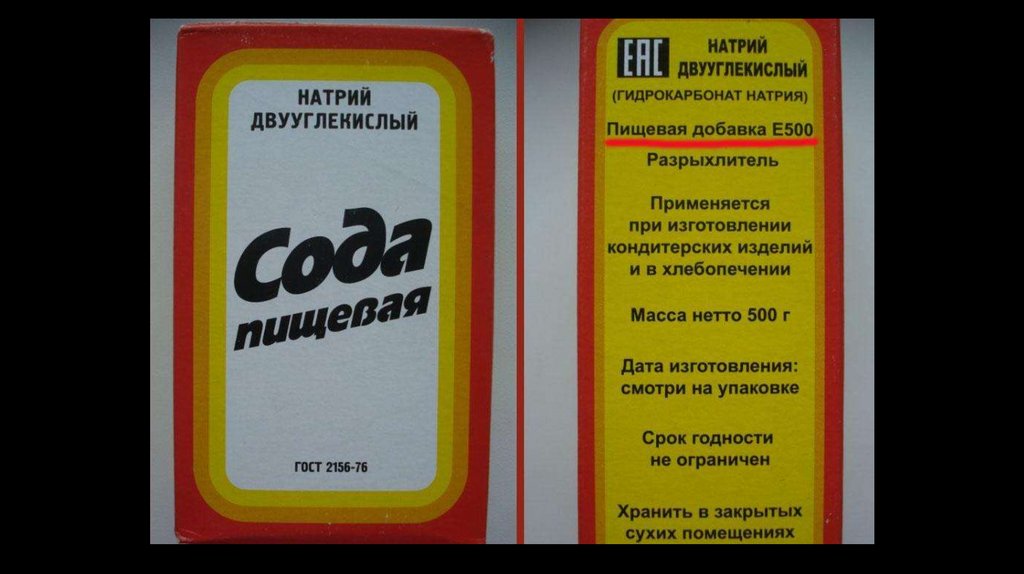 НАТРИЙ
ДВУУГЛЕКИСЛЫЙ
Сода
пищевая
ГОСТ 2156-76
ЕАС
НАТРИЙ
ДВУУГЛЕКИСЛЫЙ
(ГИДРОКАРБОНАТ НАТРИЯ)
Пищевая добавка Е500
Разрыхлитель
Применяется
при изготовлении
кондитерских изделий
и в хлебопечении
Масса нетто 500 г
Дата изготовления:
смотри на упаковке
Срок годности
не ограничен
Хранить в закрытых
сухих помещениях